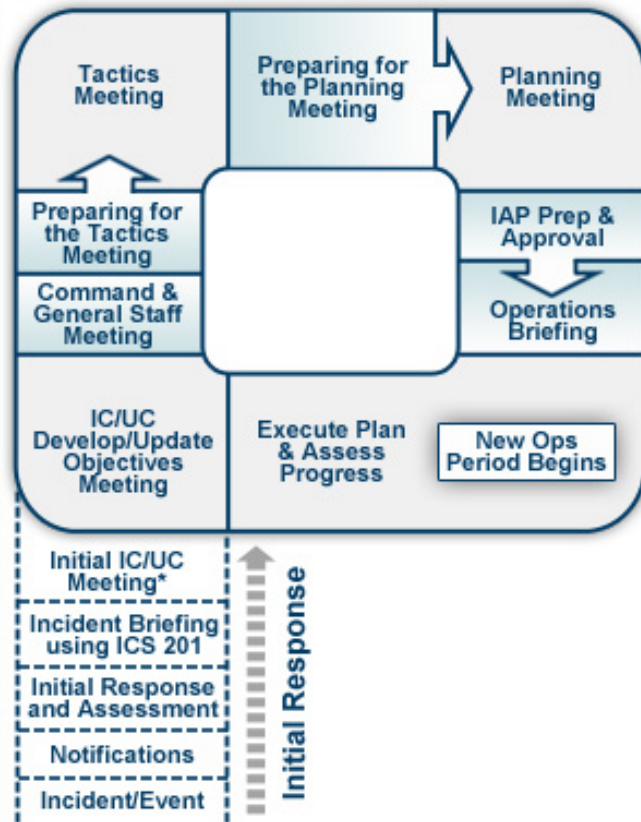 Tactics
Meeting
Preparing for
the Planning
Meeting
Planning
Meeting
Preparing for
the Tactics
Meeting
IAP Prep &
Approval
Command &
General Staff
Meeting
Operations
Briefing
IC/UC
Develop/Update
Objectives
Meeting
Execute Plan
& Assess
Progress
New Ops
Period Begins
Initial IC/UC
Meeting*
Incident Briefing
using ICS 201
Initial Response
and Assessment
Notifications
Incident/Event
Initial Response